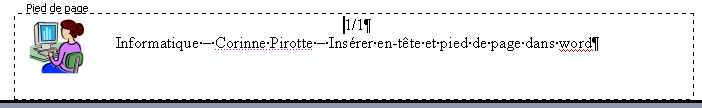 Pied de page
1/1¶
Informatique – Corinne Pirotte – Insérer en-tête et pied de page dans word¶